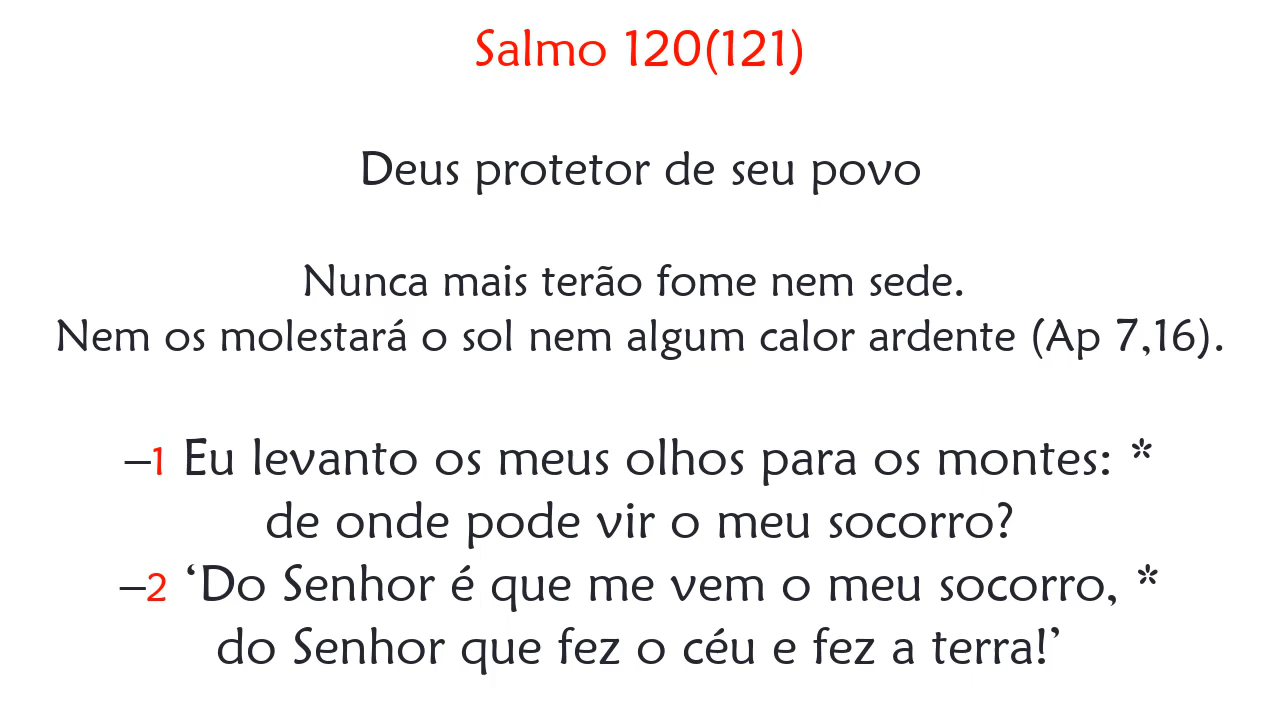 Salmo 120(121)
Deus protetor de seu povo
Nunca mais terão fome nem sede.
Nem os molestará o sol nem algum calor ardente (Ap 7,16).
–1 Eu levanto os meus olhos para os montes: *
de onde pode vir o meu socorro?
–2 ‘Do Senhor é que me vem o meu socorro, *
do Senhor que fez o céu e fez a terra!’